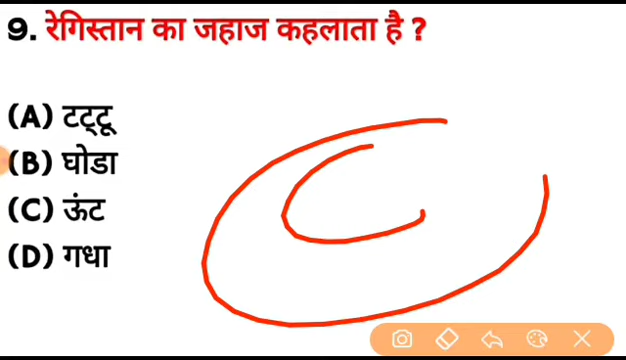 9. रेगिस्तान का जहाज कहलाता है ?
(A) टट्टू
(B) घोडा
(C) ऊंट
(D) गधा
C